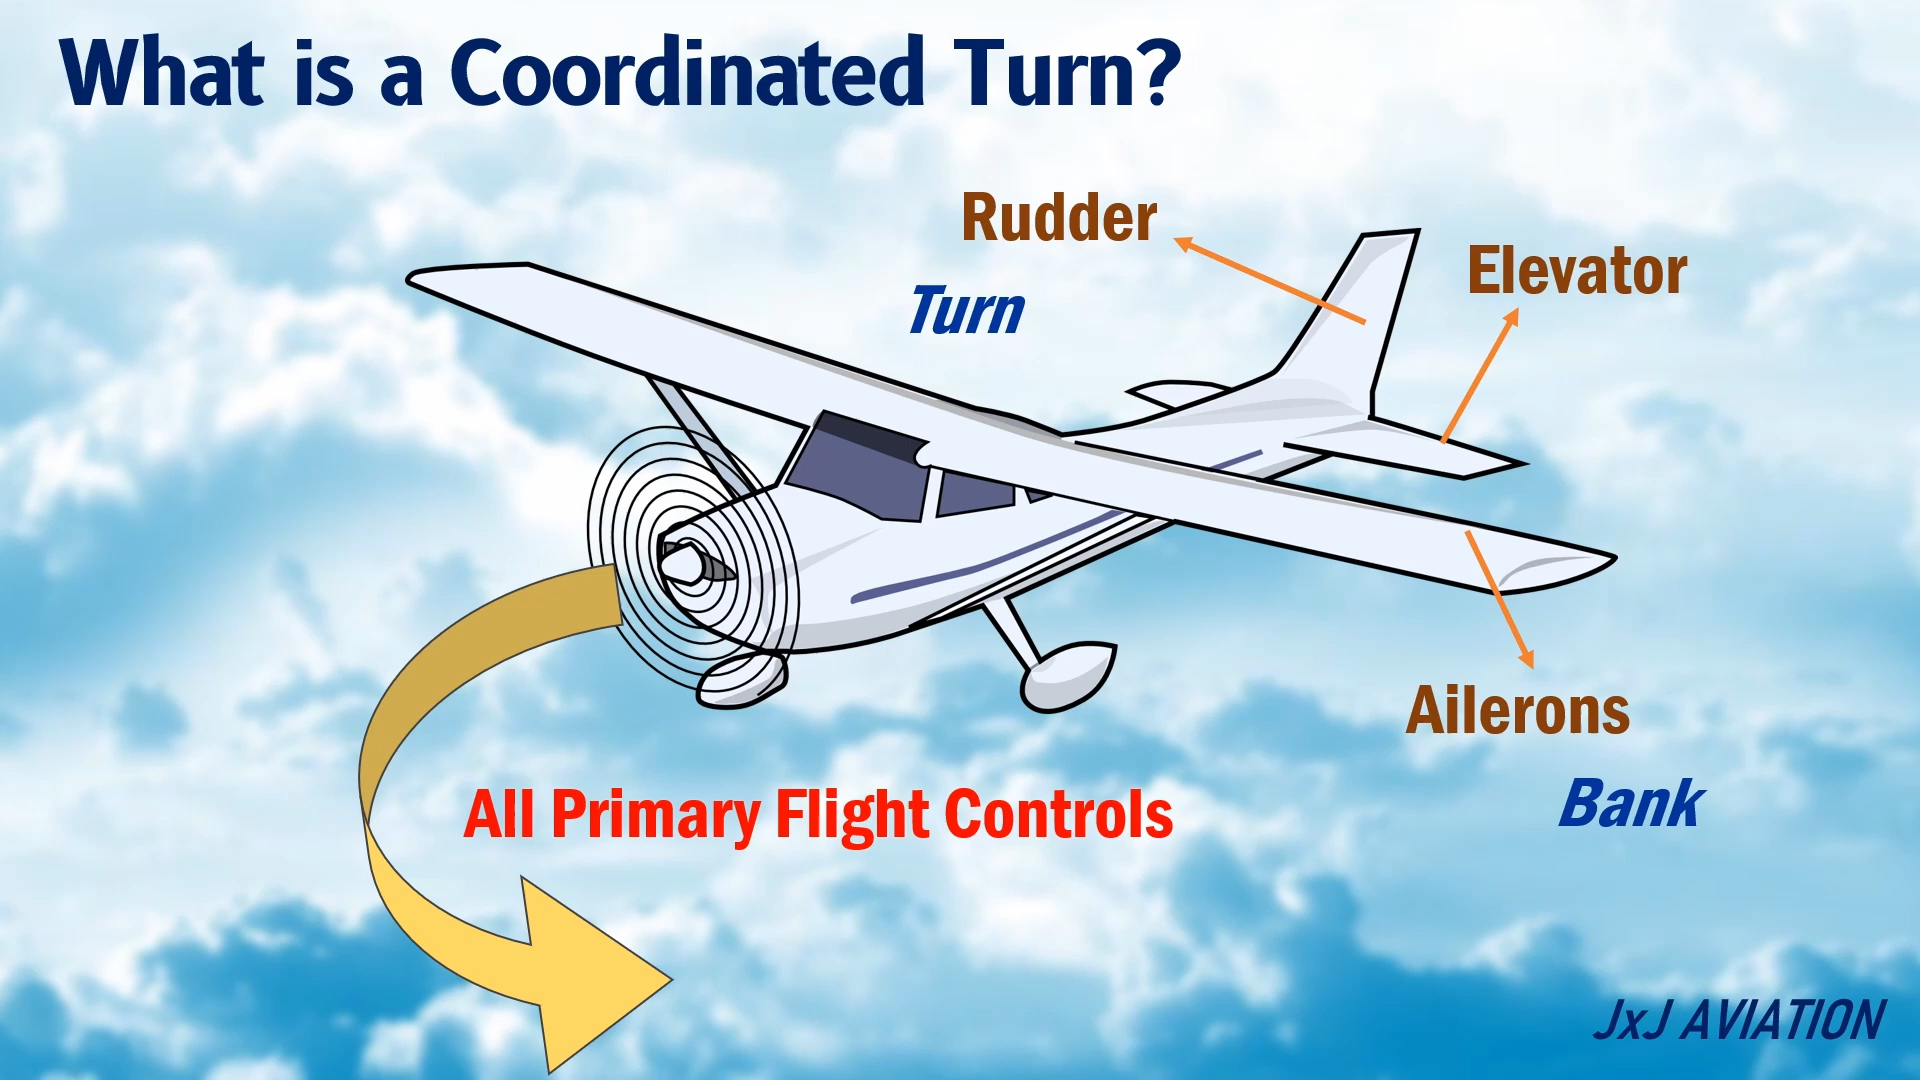 What is a Coordinated Turn?
Rudder
Elevator
Turn
Ailerons
Bank
All Primary Flight Controls
JxJ AVIATION